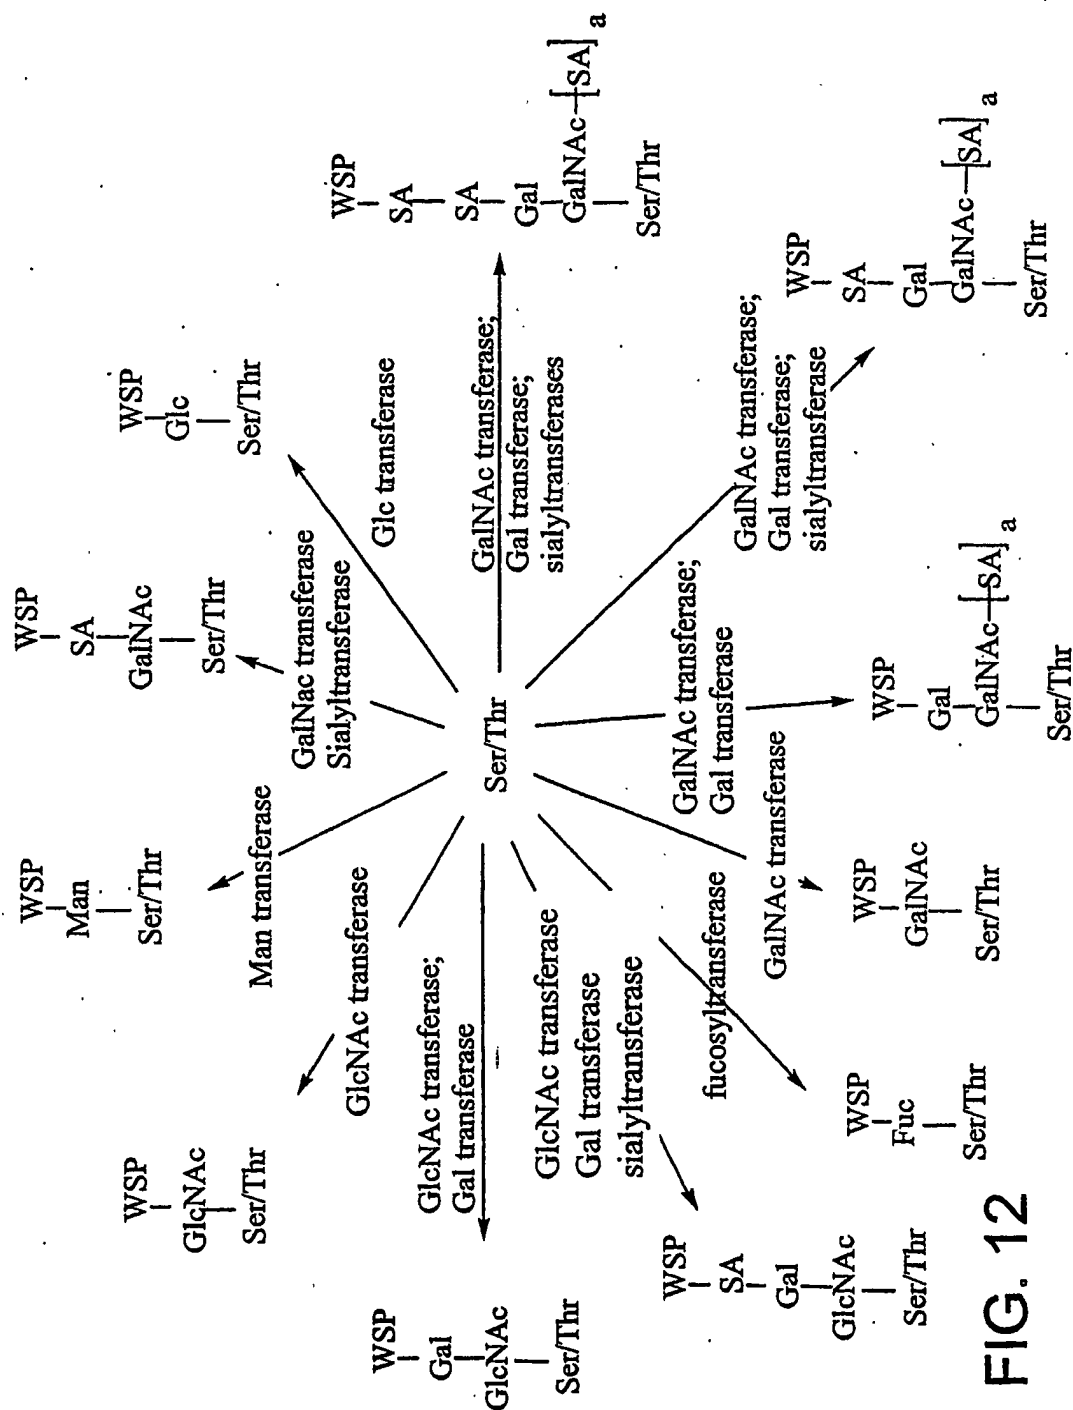 WSP
Man
Ser/Thr
Man transferase
WSP
SA
GalNAc
Ser/Thr
GalNac transferase
Sialyltransferase
WSP
Glc
Ser/Thr
Glc transferase
WSP
SA
SA
Gal
GalNAc [SA]a
Ser/Thr
GalNAc transferase;
Gal transferase;
sialyltransferases
WSP
SA
Gal
GalNAc [SA]a
Ser/Thr
GalNAc transferase;
Gal transferase;
sialyltransferase
WSP
Gal
GalNAc [SA]a
Ser/Thr
GalNAc transferase;
Gal transferase
WSP
GalNAc
Ser/Thr
GalNAc transferase
WSP
Fuc
Ser/Thr
fucosyltransferase
WSP
SA
Gal
GlcNAc
Ser/Thr
GlcNAc transferase
Gal transferase
sialyltransferase
WSP
Gal
GlcNAc
Ser/Thr
GlcNAc transferase;
Gal transferase
WSP
GlcNAc
Ser/Thr
GlcNAc transferase
Ser/Thr
FIG. 12